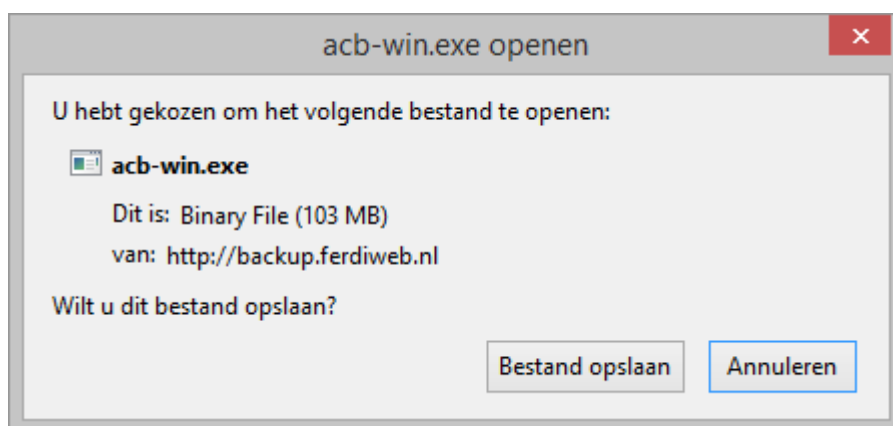 acb-win.exe openen
U hebt gekozen om het volgende bestand te openen:
acb-win.exe
Dit is: Binary File (103 MB)
van: http://backup.ferdiweb.nl
Wilt u dit bestand opslaan?
Bestand opslaan Annuleren